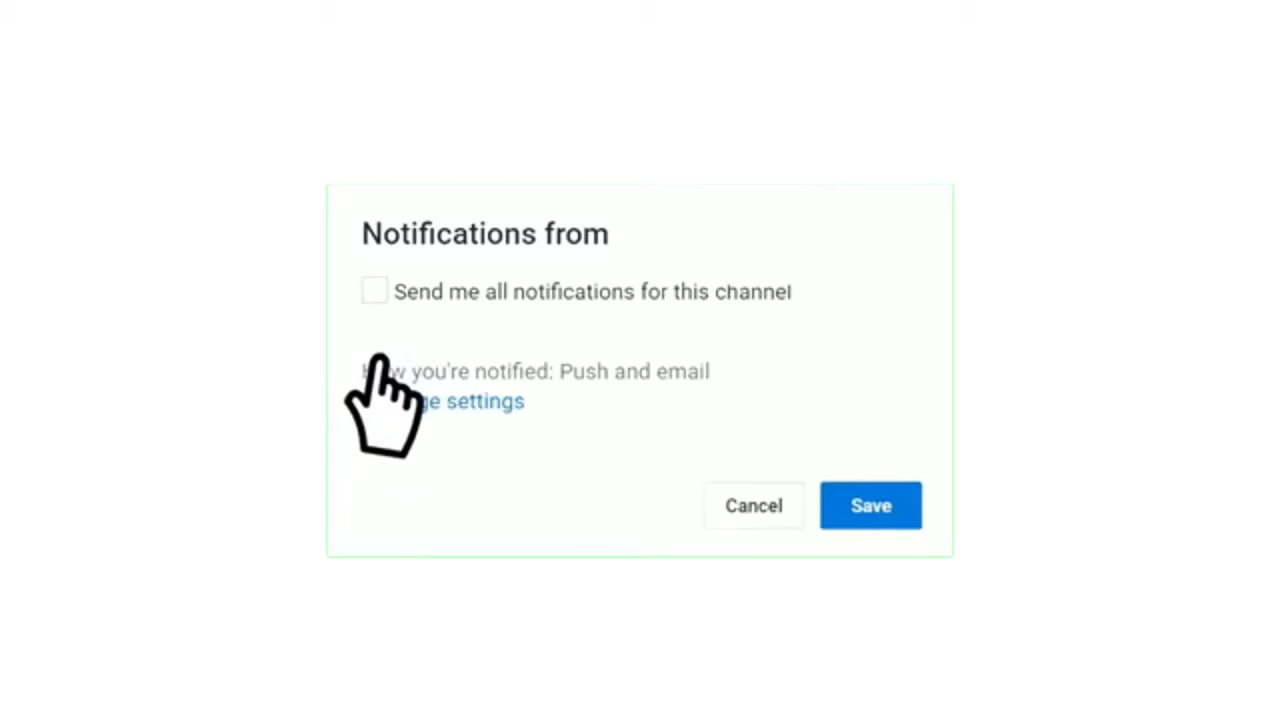 Notifications from
Send me all notifications for this channel
you're notified: Push and email
settings
Cancel
Save